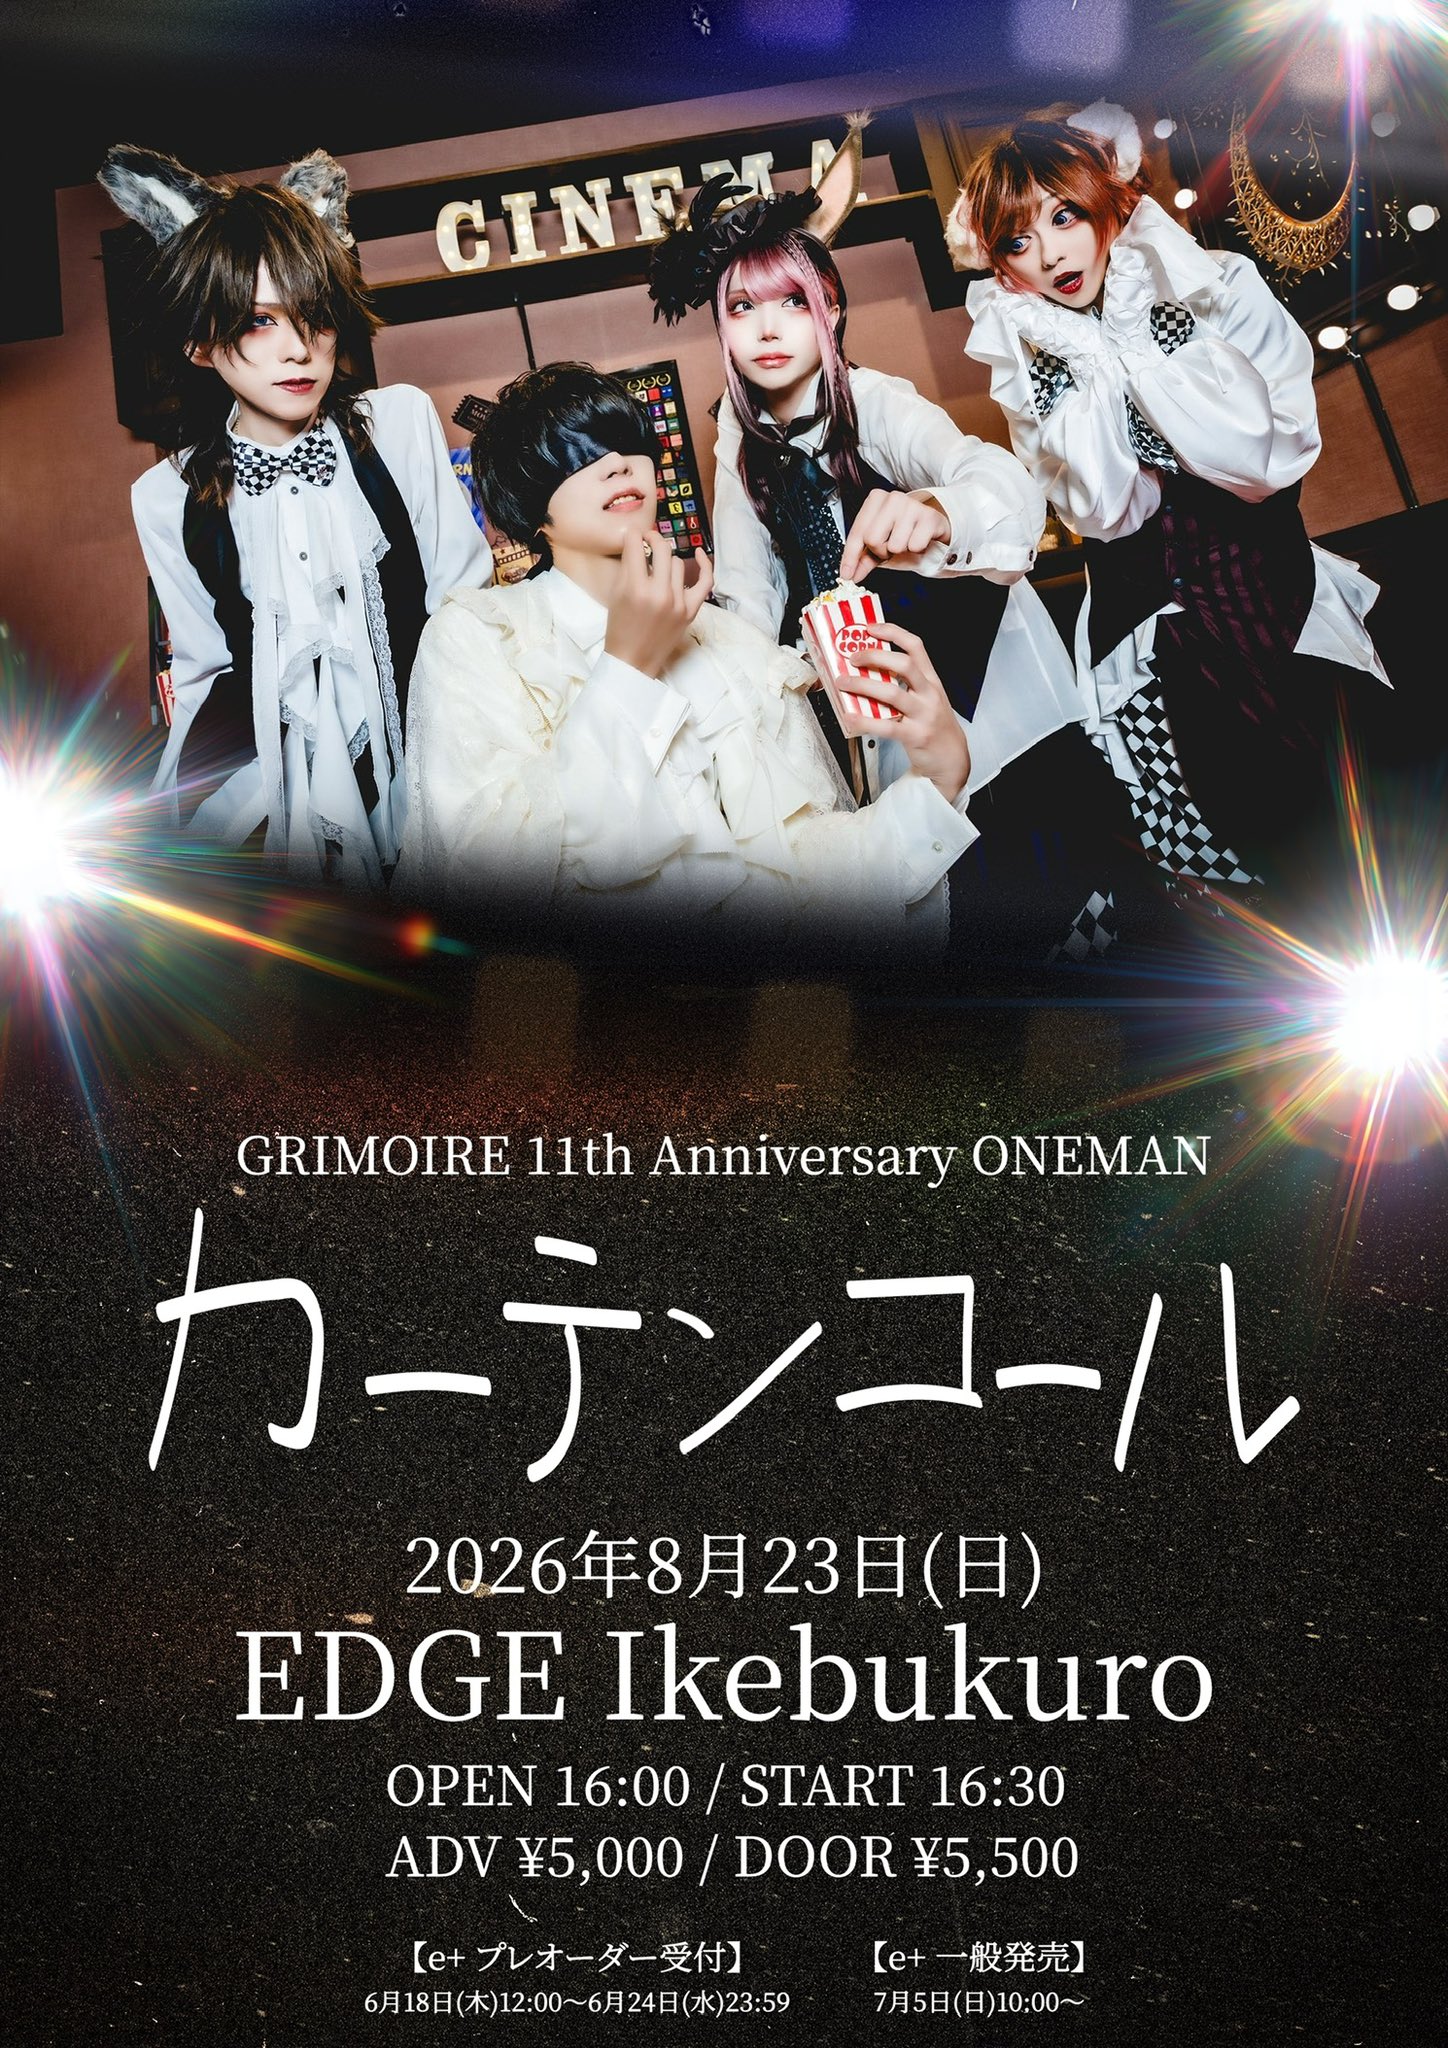 CINEMA
POP CORN
GRIMOIRE 11th Anniversary ONEMAN
カーテンコール
2026年8月23日(日)
EDGE Ikebukuro
OPEN 16:00 / START 16:30
ADV ¥5,000 / DOOR ¥5,500
【e+ プレオーダー受付】
6月18日(木)12:00〜6月24日(水)23:59
【e+ 一般発売】
7月5日(日)10:00〜